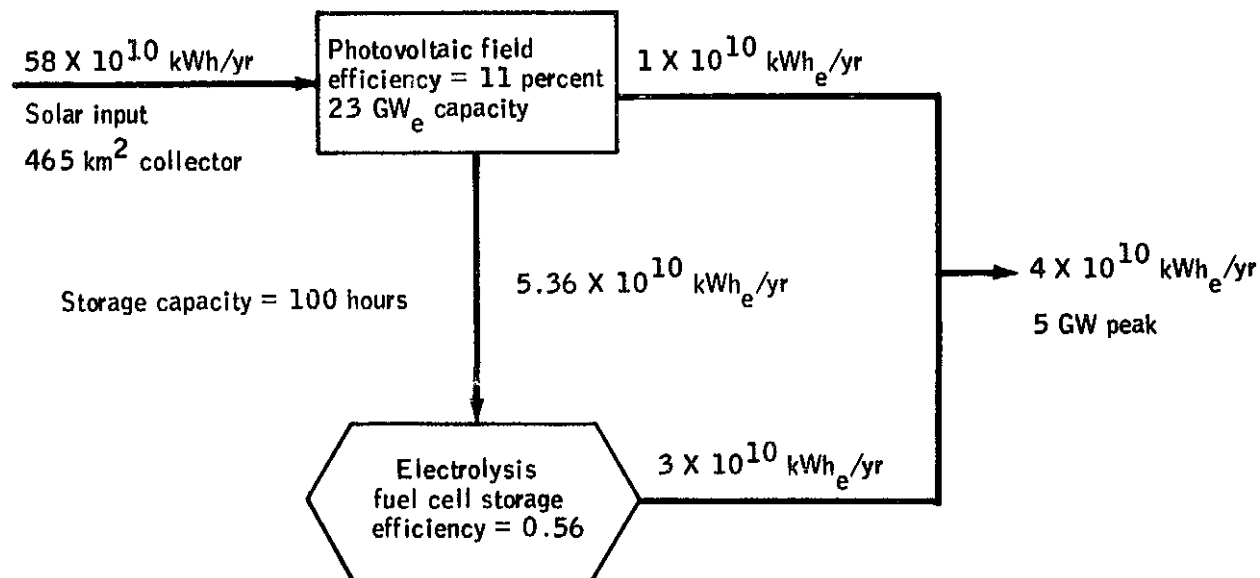 58 X 10^10 kWh/yr
Solar input
465 km^2 collector
Photovoltaic field
efficiency = 11 percent
23 GW_e capacity
1 X 10^10 kWh_e/yr
Storage capacity = 100 hours
5.36 X 10^10 kWh_e/yr
4 X 10^10 kWh_e/yr
5 GW peak
Electrolysis
fuel cell storage
efficiency = 0.56
3 X 10^10 kWh_e/yr